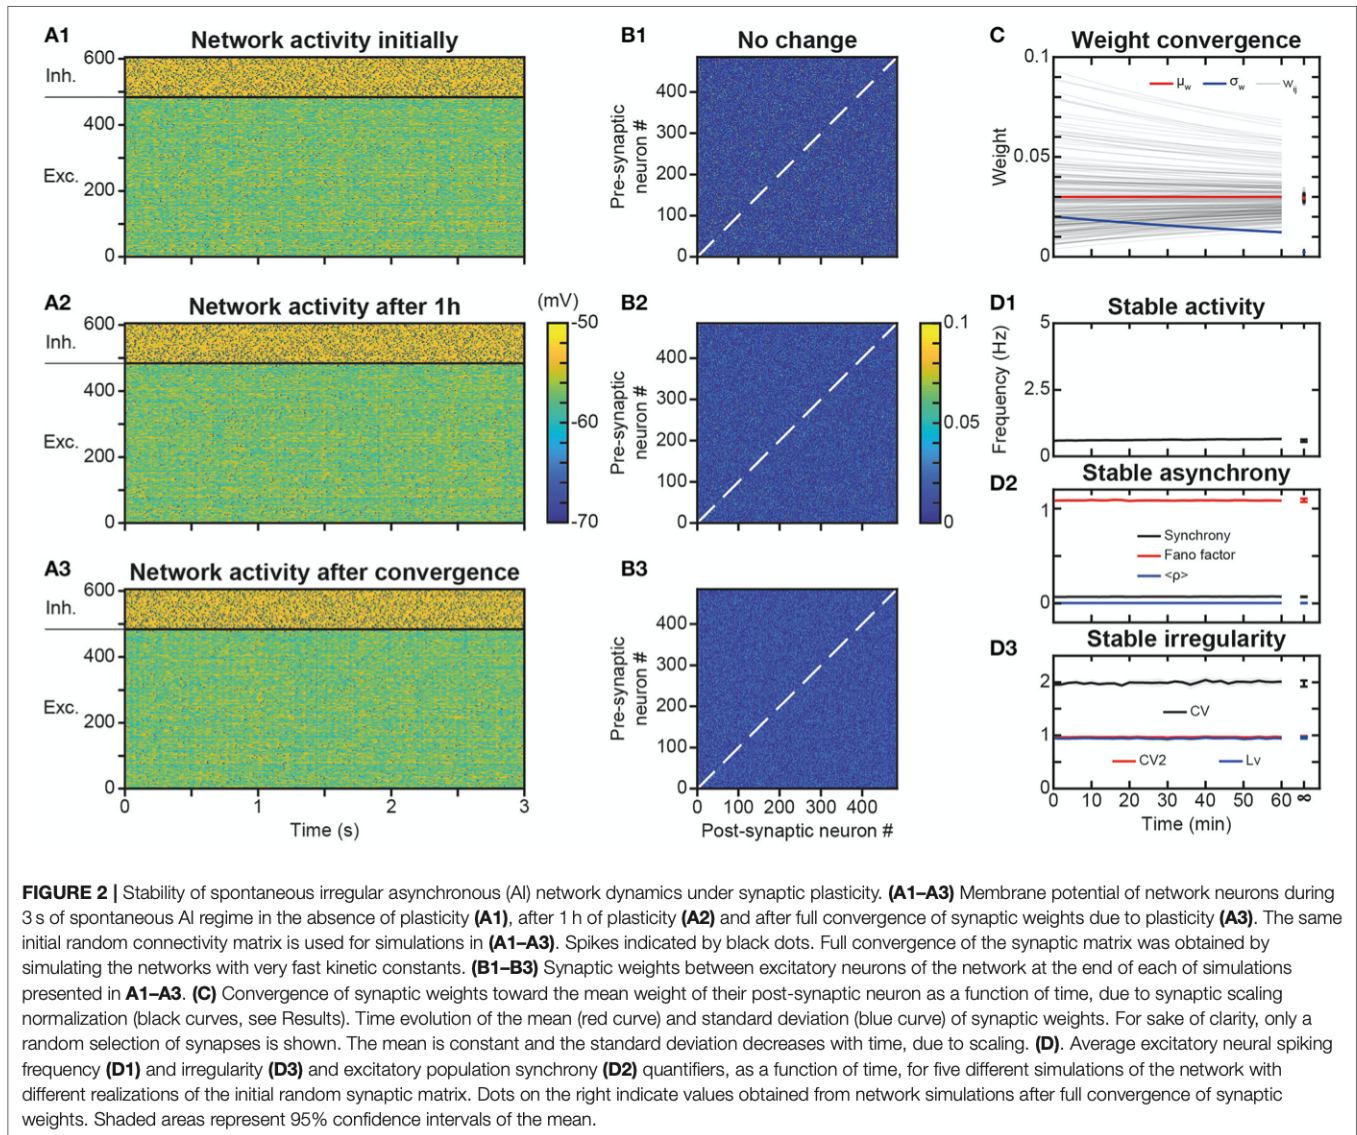 A1
Network activity initially
600
Inh.
400
Exc.
200
0
B1
No change
Pre-synaptic
neuron #
400
300
200
100
0
C
Weight convergence
0.1
μw
σw
wij
Weight
0.05
0
A2
Network activity after 1h
600
Inh.
400
Exc.
200
0
(mV)
-50
-60
-70
B2
Pre-synaptic
neuron #
400
300
200
100
0
0.1
0.05
0
D1
Stable activity
Frequency (Hz)
5
2.5
0
D2
Stable asynchrony
1
Synchrony
Fano factor
<ρ>
0
A3
Network activity after convergence
600
Inh.
400
Exc.
200
0
0
1
2
3
Time (s)
B3
Pre-synaptic
neuron #
400
300
200
100
0
0
100
200
300
400
Post-synaptic neuron #
D3
Stable irregularity
2
CV
1
CV2
Lv
0
0
10
20
30
40
50
60
∞
Time (min)
FIGURE 2 | Stability of spontaneous irregular asynchronous (AI) network dynamics under synaptic plasticity. (A1–A3) Membrane potential of network neurons during
3 s of spontaneous AI regime in the absence of plasticity (A1), after 1 h of plasticity (A2) and after full convergence of synaptic weights due to plasticity (A3). The same
initial random connectivity matrix is used for simulations in (A1–A3). Spikes indicated by black dots. Full convergence of the synaptic matrix was obtained by
simulating the networks with very fast kinetic constants. (B1–B3) Synaptic weights between excitatory neurons of the network at the end of each of simulations
presented in A1–A3. (C) Convergence of synaptic weights toward the mean weight of their post-synaptic neuron as a function of time, due to synaptic scaling
normalization (black curves, see Results). Time evolution of the mean (red curve) and standard deviation (blue curve) of synaptic weights. For sake of clarity, only a
random selection of synapses is shown. The mean is constant and the standard deviation decreases with time, due to scaling. (D). Average excitatory neural spiking
frequency (D1) and irregularity (D3) and excitatory population synchrony (D2) quantifiers, as a function of time, for five different simulations of the network with
different realizations of the initial random synaptic matrix. Dots on the right indicate values obtained from network simulations after full convergence of synaptic
weights. Shaded areas represent 95% confidence intervals of the mean.